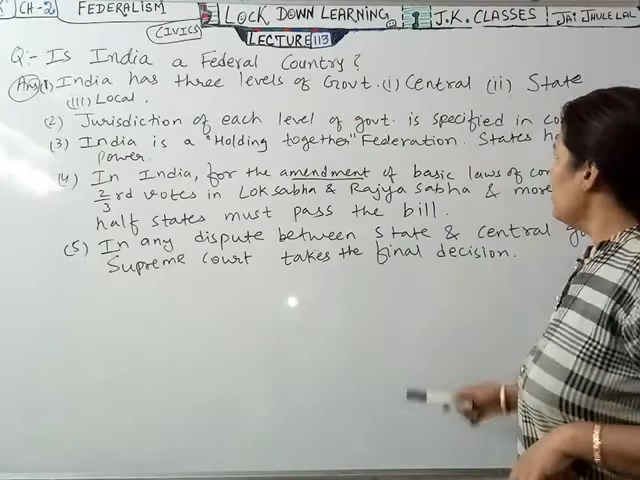 CH-2 FEDERALISM LOCK DOWN LEARNING J.K. CLASSES JAI JHULELAL
CIVICS
LECTURE 113
Q:- Is India a Federal Country?
Ans (1) India has three levels of Govt. (i) Central (ii) State
(iii) Local.
(2) Jurisdiction of each level of govt. is specified in
(3) India is a "Holding together" Federation. States
power.
(4) In India, for the amendment of basic laws of
2/3 rd votes in Loksabha & Rajya Sabha & more
half states must pass the bill.
(5) In any dispute between State & central
Supreme court takes the final decision.